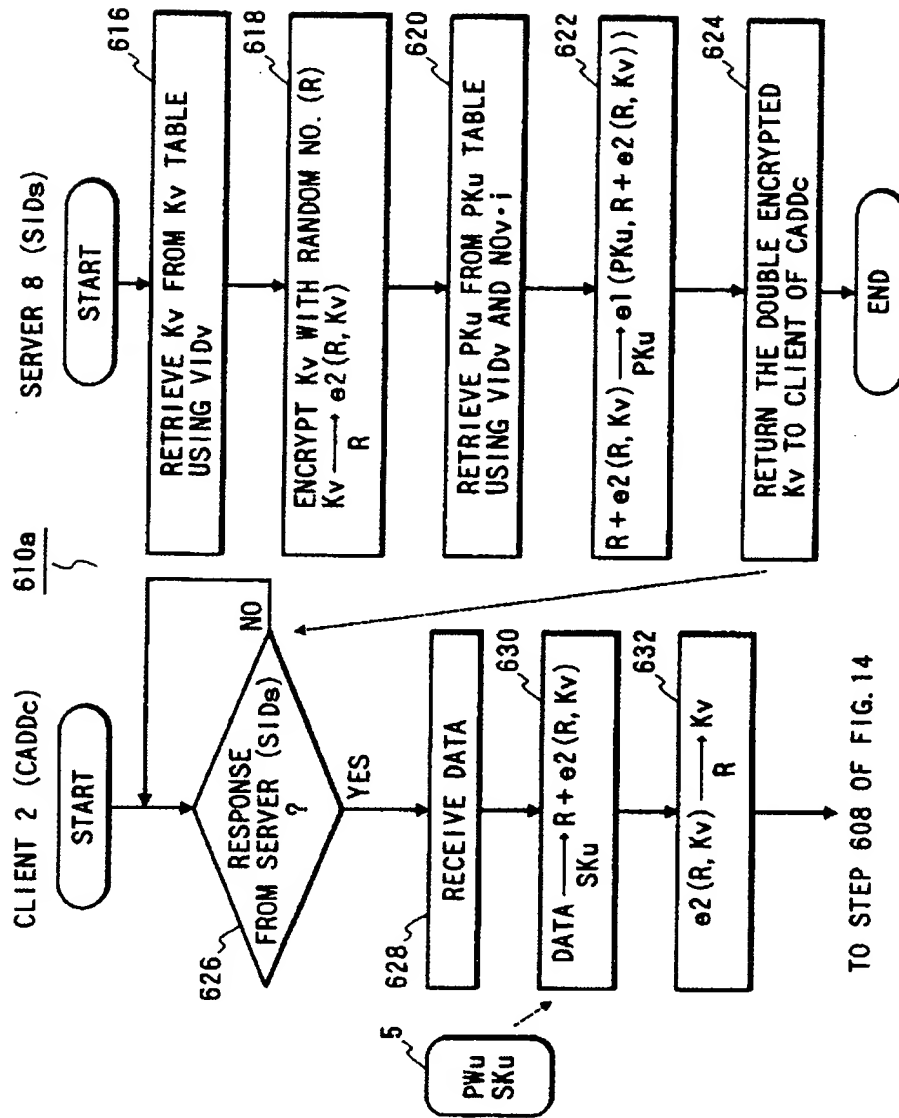 610a
CLIENT 2 (CADDc)
START
626
RESPONSE
FROM SERVER (SIDs)
?
NO
YES
628
RECEIVE DATA
5
PWu
SKu
630
DATA ⟶ R + e2(R, Kv)
SKu
632
e2(R, Kv) ⟶ Kv
R
TO STEP 608 OF FIG. 14
SERVER 8 (SIDs)
START
616
RETRIEVE Kv FROM Kv TABLE
USING VIDv
618
ENCRYPT Kv WITH RANDOM NO. (R)
Kv ⟶ e2(R, Kv)
R
620
RETRIEVE PKu FROM PKu TABLE
USING VIDv AND NOv·i
622
R + e2(R, Kv) ⟶ e1(PKu, R + e2(R, Kv))
PKu
624
RETURN THE DOUBLE ENCRYPTED
Kv TO CLIENT OF CADDc
END